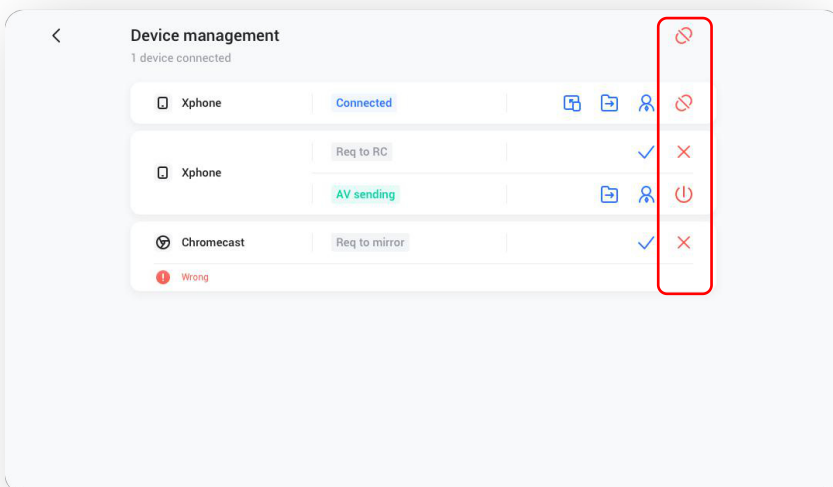 Device management
1 device connected
Xphone Connected
Req to RC
Xphone
AV sending
Chromecast Req to mirror
Wrong